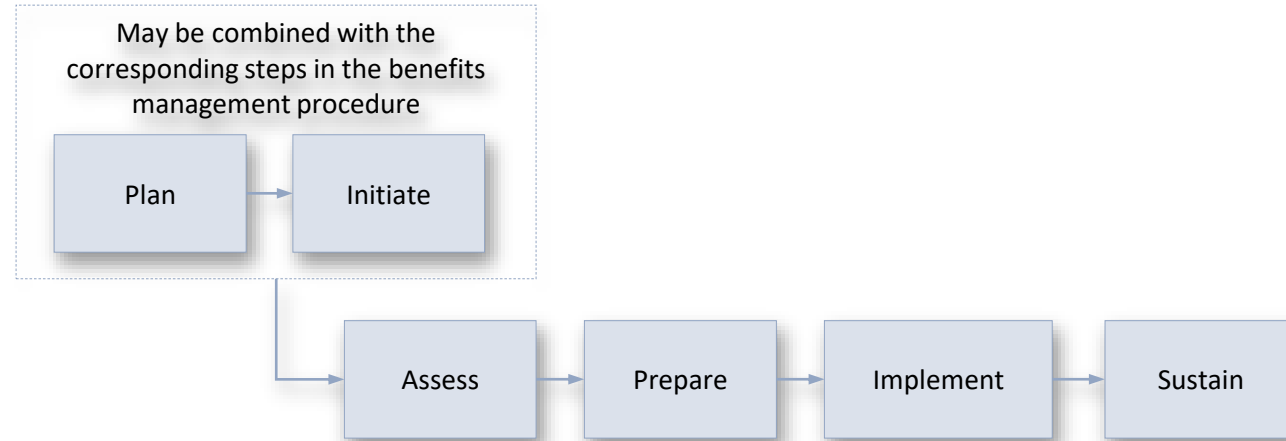 May be combined with the
corresponding steps in the benefits
management procedure
Plan
Initiate
Assess
Prepare
Implement
Sustain